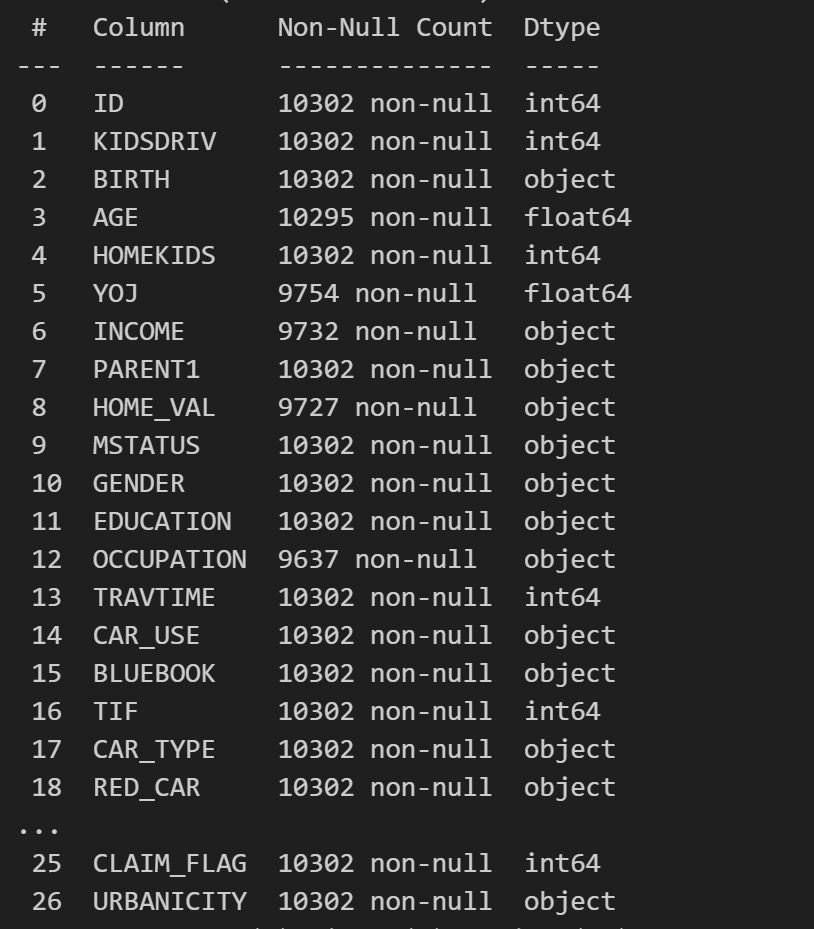 #   Column      Non-Null Count  Dtype
---  ------      --------------  -----
0   ID          10302 non-null  int64
1   KIDSDRIV    10302 non-null  int64
2   BIRTH       10302 non-null  object
3   AGE         10295 non-null  float64
4   HOMEKIDS    10302 non-null  int64
5   YOJ         9754 non-null   float64
6   INCOME      9732 non-null   object
7   PARENT1     10302 non-null  object
8   HOME_VAL    9727 non-null   object
9   MSTATUS     10302 non-null  object
10  GENDER      10302 non-null  object
11  EDUCATION   10302 non-null  object
12  OCCUPATION  9637 non-null   object
13  TRAVTIME    10302 non-null  int64
14  CAR_USE     10302 non-null  object
15  BLUEBOOK    10302 non-null  object
16  TIF         10302 non-null  int64
17  CAR_TYPE    10302 non-null  object
18  RED_CAR     10302 non-null  object
...
25  CLAIM_FLAG  10302 non-null  int64
26  URBANICITY  10302 non-null  object